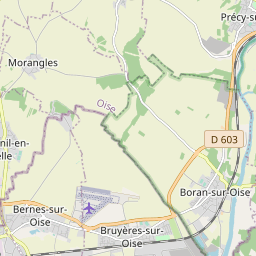 Précy-sur
Morangles
Oise
D 603
nil-en-
elle
Boran-sur-Oise
Bernes-sur-
Oise
Bruyères-sur-
Oise